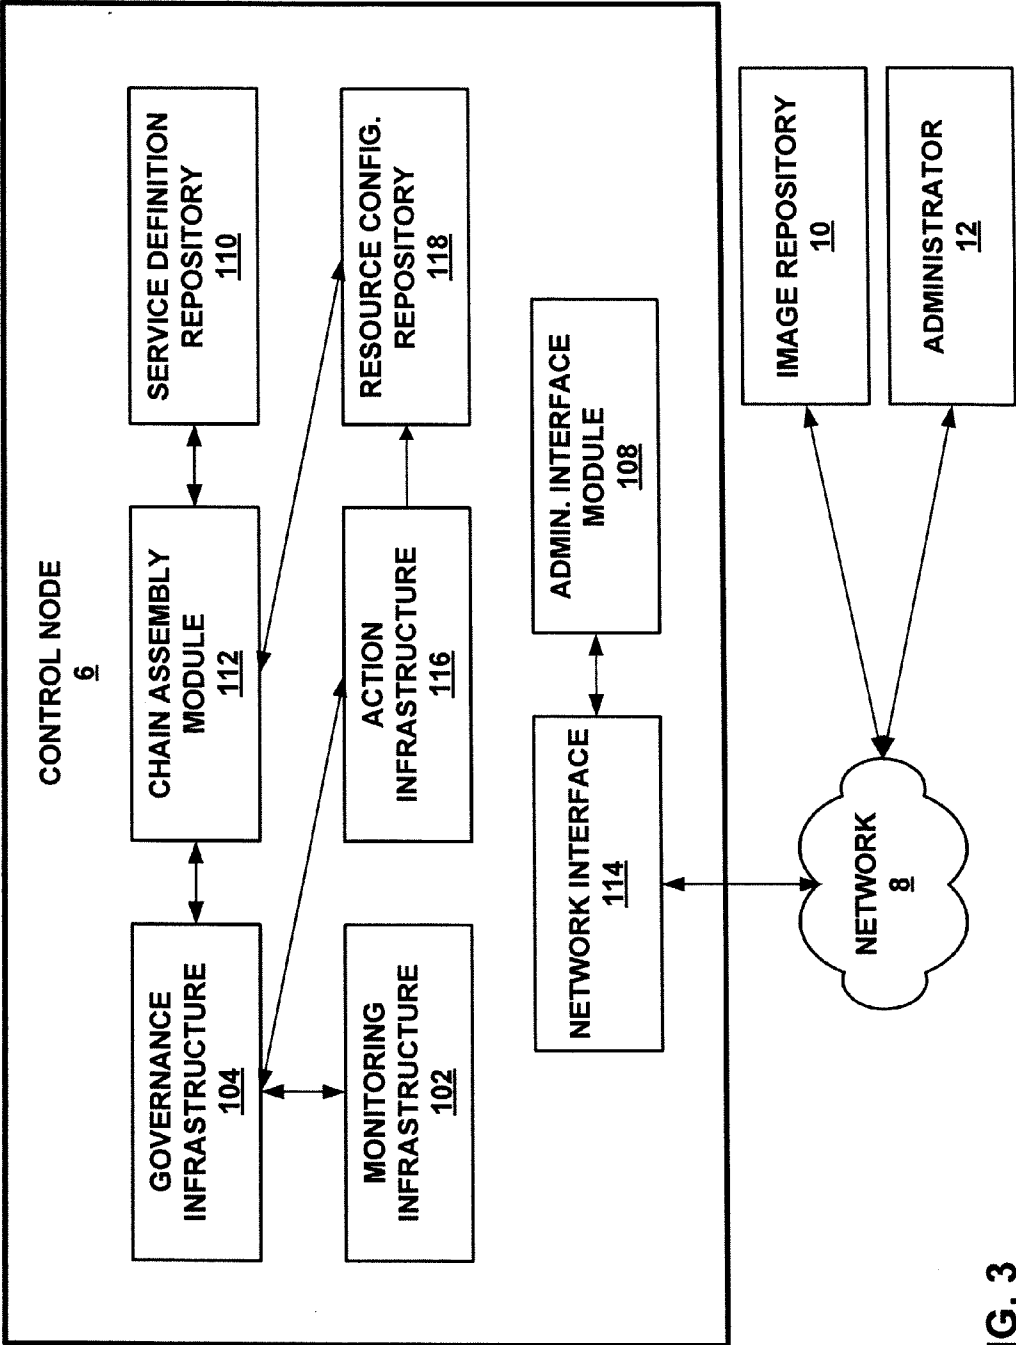 CONTROL NODE
6
GOVERNANCE
INFRASTRUCTURE
104
CHAIN ASSEMBLY
MODULE
112
SERVICE DEFINITION
REPOSITORY
110
MONITORING
INFRASTRUCTURE
102
ACTION
INFRASTRUCTURE
116
RESOURCE CONFIG.
REPOSITORY
118
NETWORK INTERFACE
114
ADMIN. INTERFACE
MODULE
108
NETWORK
8
IMAGE REPOSITORY
10
ADMINISTRATOR
12
IG. 3